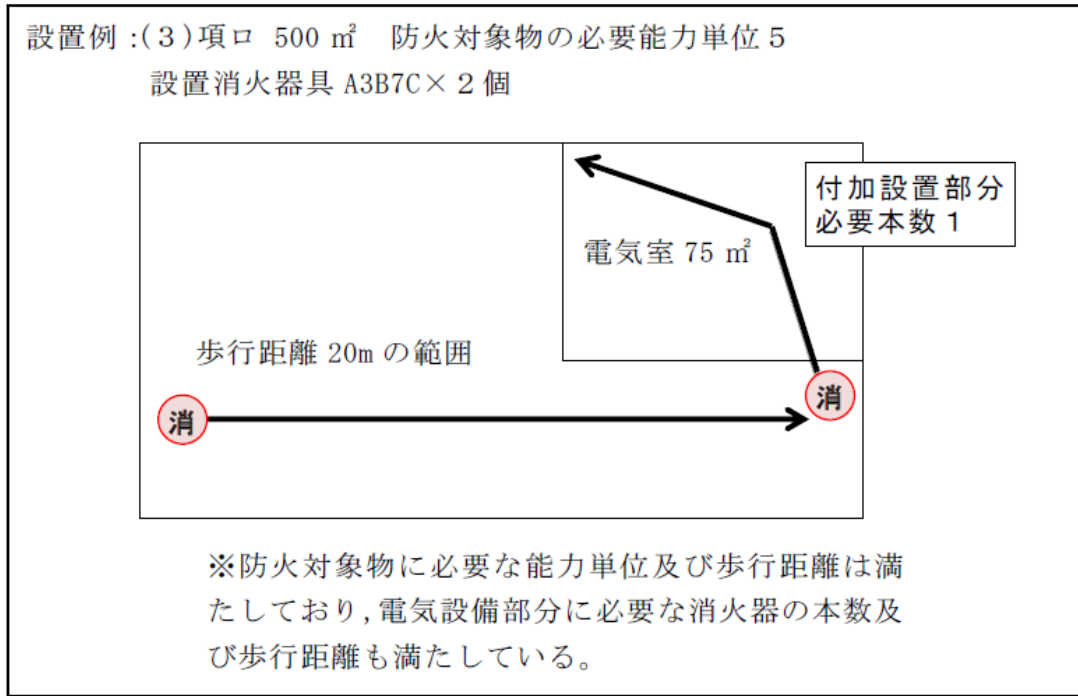 設置例:(3)項ロ 500 ㎡ 防火対象物の必要能力単位5
設置消火器具 A3B7C×2個
付加設置部分
必要本数1
電気室 75 ㎡
歩行距離 20m の範囲
消
消
※防火対象物に必要な能力単位及び歩行距離は満
たしており,電気設備部分に必要な消火器の本数及
び歩行距離も満たしている。